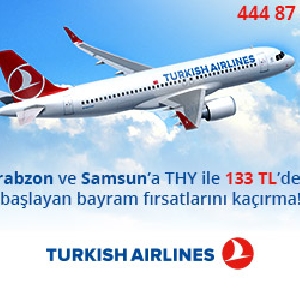 444 87
TURKISH AIRLINES
rabzon ve Samsun'a THY ile 133 TL'de
başlayan bayram fırsatlarını kaçırma!
TURKISH AIRLINES